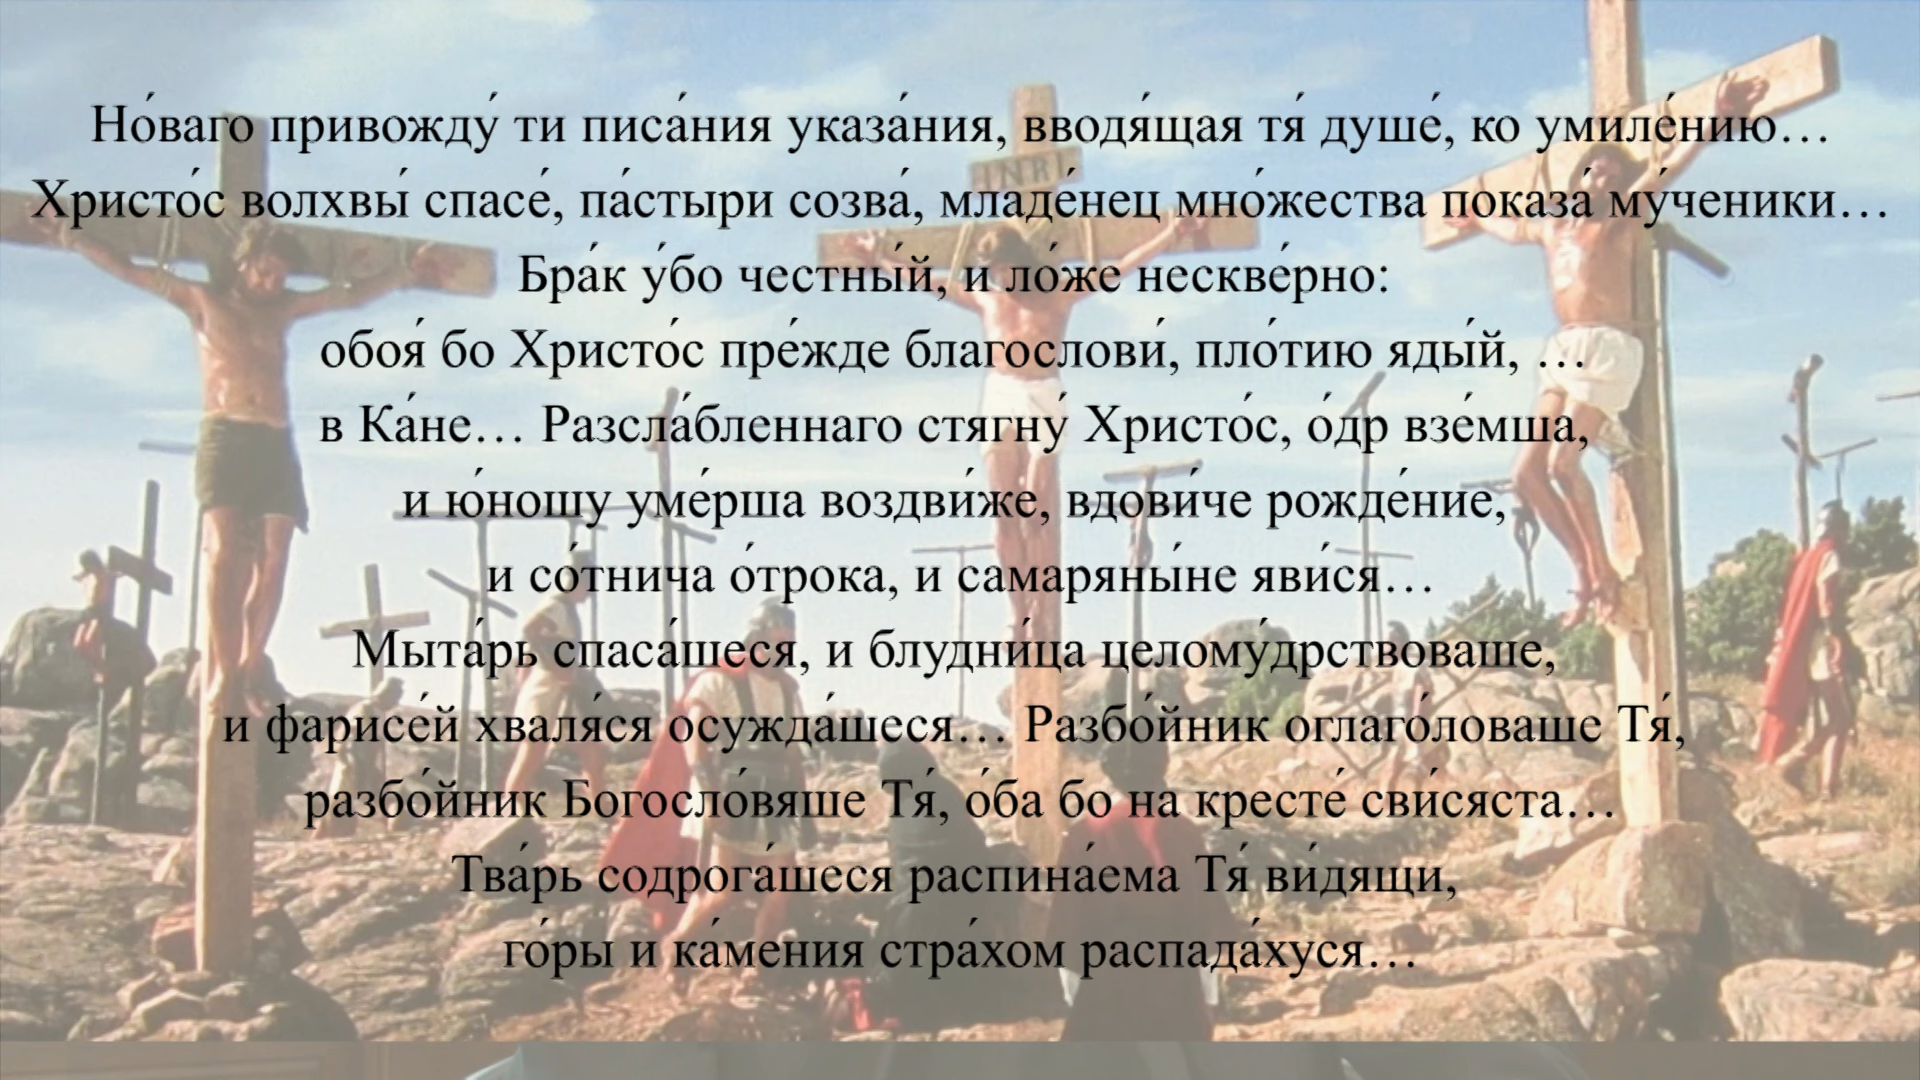 INRI
Но́ваго привожду́ ти писа́ния указа́ния, вводя́щая тя́ душе́, ко умиле́нию…
Христо́с волхвы́ спасе́, па́стыри созва́, младе́нец мно́жества показа́ му́ченики…
Бра́к у́бо честны́й, и ло́же нескве́рно:
обоя́ бо Христо́с пре́жде благослови́, пло́тию яды́й, …
в Ка́не… Разсла́бленнаго стягну́ Христо́с, о́др взе́мша,
и ю́ношу уме́рша воздви́же, вдови́че рожде́ние,
и со́тнича о́трока, и самаряны́не яви́ся…
Мыта́рь спаса́шеся, и блудни́ца целому́дрствоваше,
и фарисе́й хваля́ся осужда́шеся… Разбо́йник оглаго́ловаше Тя́,
разбо́йник Богосло́вяше Тя́, о́ба бо на кресте́ сви́сяста…
Тва́рь содрога́шеся распина́ема Тя́ ви́дящи,
го́ры и ка́мения стра́хом распада́хуся…